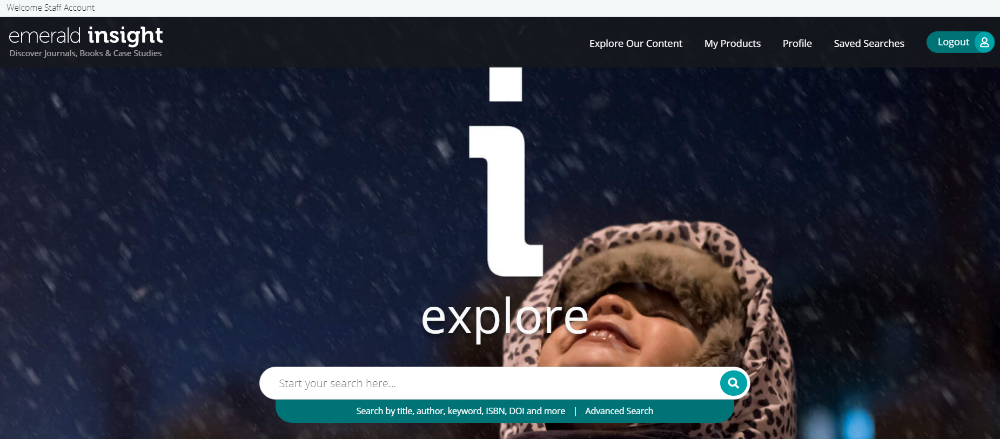 Welcome Staff Account
emerald insight
Discover Journals, Books & Case Studies
Explore Our Content
My Products
Profile
Saved Searches
Logout
i
explore
Start your search here...
Search by title, author, keyword, ISBN, DOI and more | Advanced Search